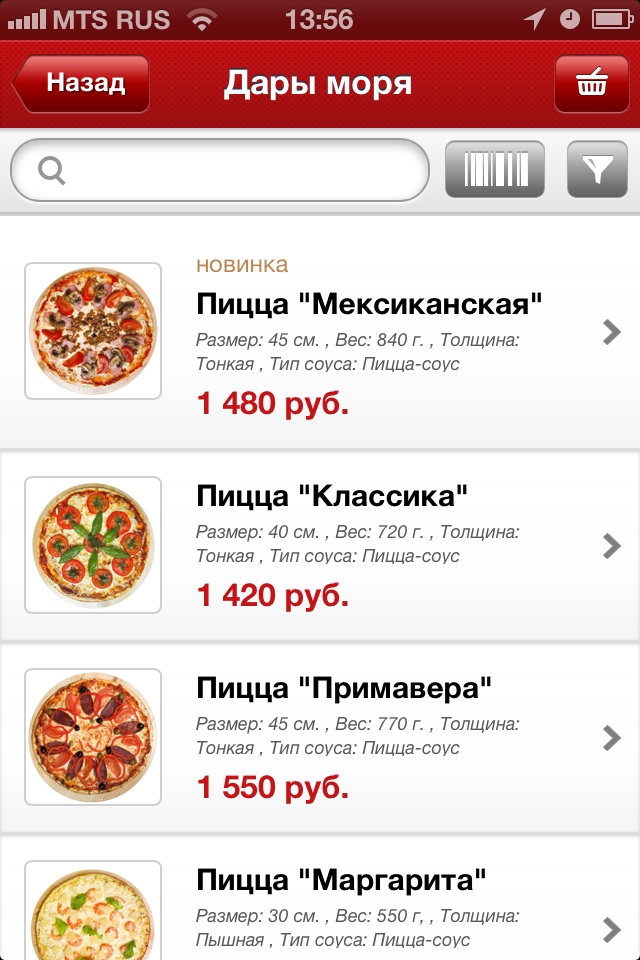 MTS RUS 13:56
Назад Дары моря
новинка
Пицца "Мексиканская"
Размер: 45 см. , Вес: 840 г. , Толщина:
Тонкая , Тип соуса: Пицца-соус
1 480 руб.
Пицца "Классика"
Размер: 40 см. , Вес: 720 г. , Толщина:
Тонкая , Тип соуса: Пицца-соус
1 420 руб.
Пицца "Примавера"
Размер: 45 см. , Вес: 770 г. , Толщина:
Тонкая , Тип соуса: Пицца-соус
1 550 руб.
Пицца "Маргарита"
Размер: 30 см. , Вес: 550 г, , Толщина:
Пышная , Тип соуса: Пицца-соус